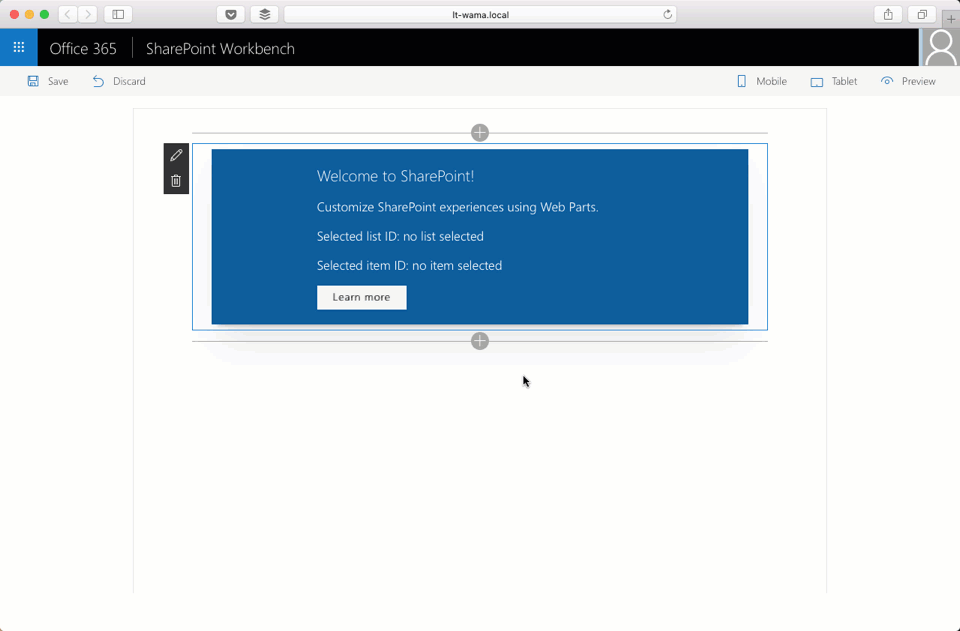 lt-wama.local
Office 365 SharePoint Workbench
Save Discard Mobile Tablet Preview
Welcome to SharePoint!
Customize SharePoint experiences using Web Parts.
Selected list ID: no list selected
Selected item ID: no item selected
Learn more